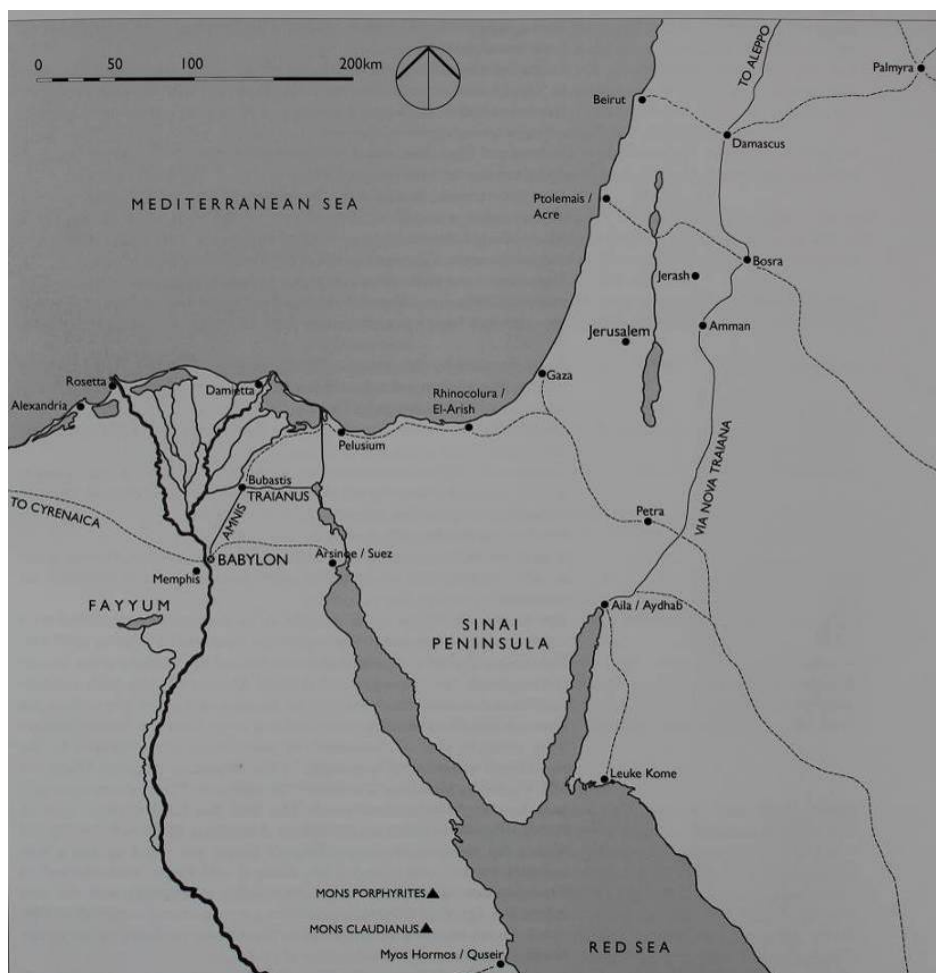 0 50 100 200km
Palmyra
TO ALEPPO
Beirut
Damascus
MEDITERRANEAN SEA
Ptolemais /
Acre
Bosra
Jerash
Amman
Jerusalem
Rosetta
Damietta
Gaza
Alexandria
Rhinocolura /
El-Arish
Pelusium
Bubastis
TRAIANUS
AMNIS
TO CYRENAICA
VIA NOVA TRAIANA
Petra
BABYLON
Arsinoe / Suez
Memphis
FAYYUM
Aila / Aydhab
SINAI
PENINSULA
Leuke Kome
MONS PORPHYRITES
MONS CLAUDIANUS
Myos Hormos / Quseir
RED SEA